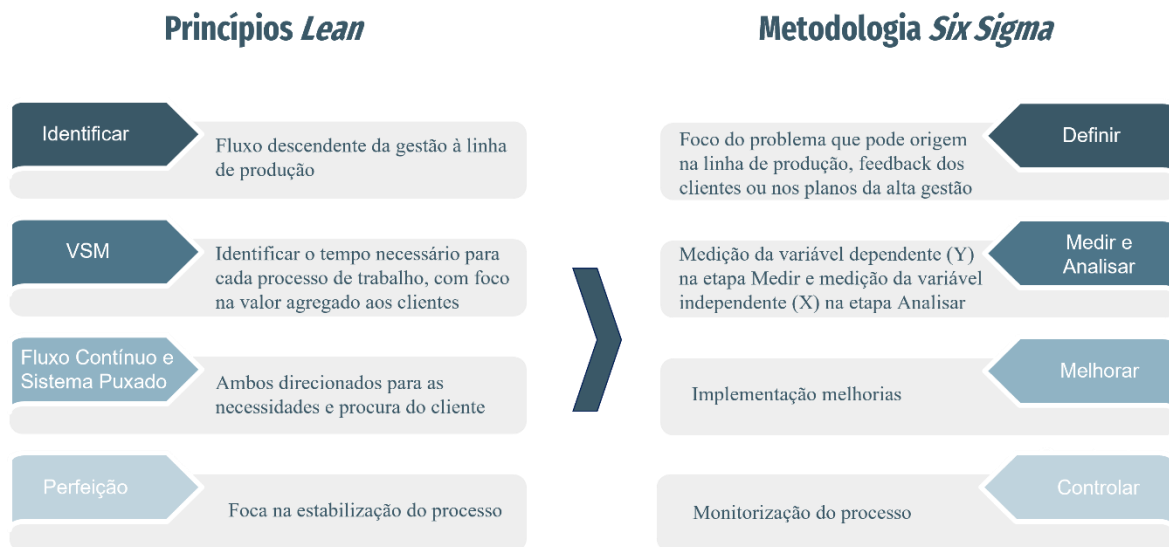 Princípios Lean
Identificar
Fluxo descendente da gestão à linha
de produção
VSM
Identificar o tempo necessário para
cada processo de trabalho, com foco
na valor agregado aos clientes
Fluxo Contínuo e
Sistema Puxado
Ambos direcionados para as
necessidades e procura do cliente
Perfeição
Foca na estabilização do processo
Metodologia Six Sigma
Foco do problema que pode origem
na linha de produção, feedback dos
clientes ou nos planos da alta gestão
Definir
Medição da variável dependente (Y)
na etapa Medir e medição da variável
independente (X) na etapa Analisar
Medir e
Analisar
Implementação melhorias
Melhorar
Monitorização do processo
Controlar